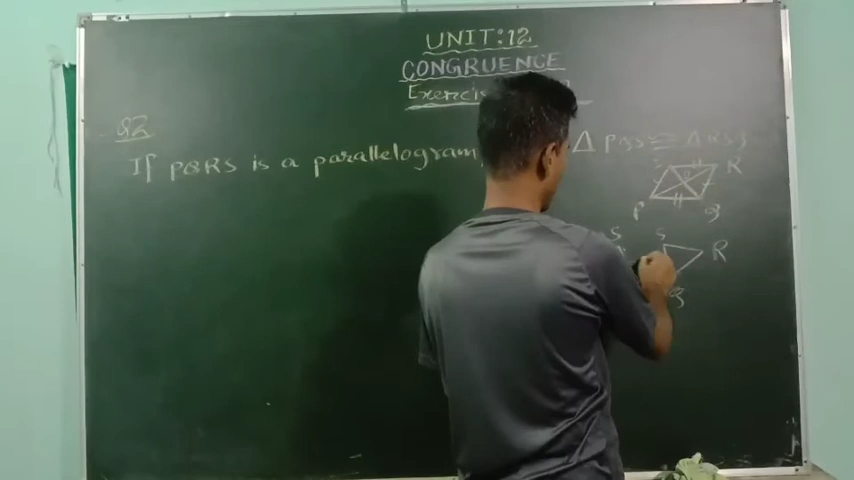 UNIT:12
CONGRUENCE
Q2
If PQRS is a parallelogram
S R
P Q
S S R
Q